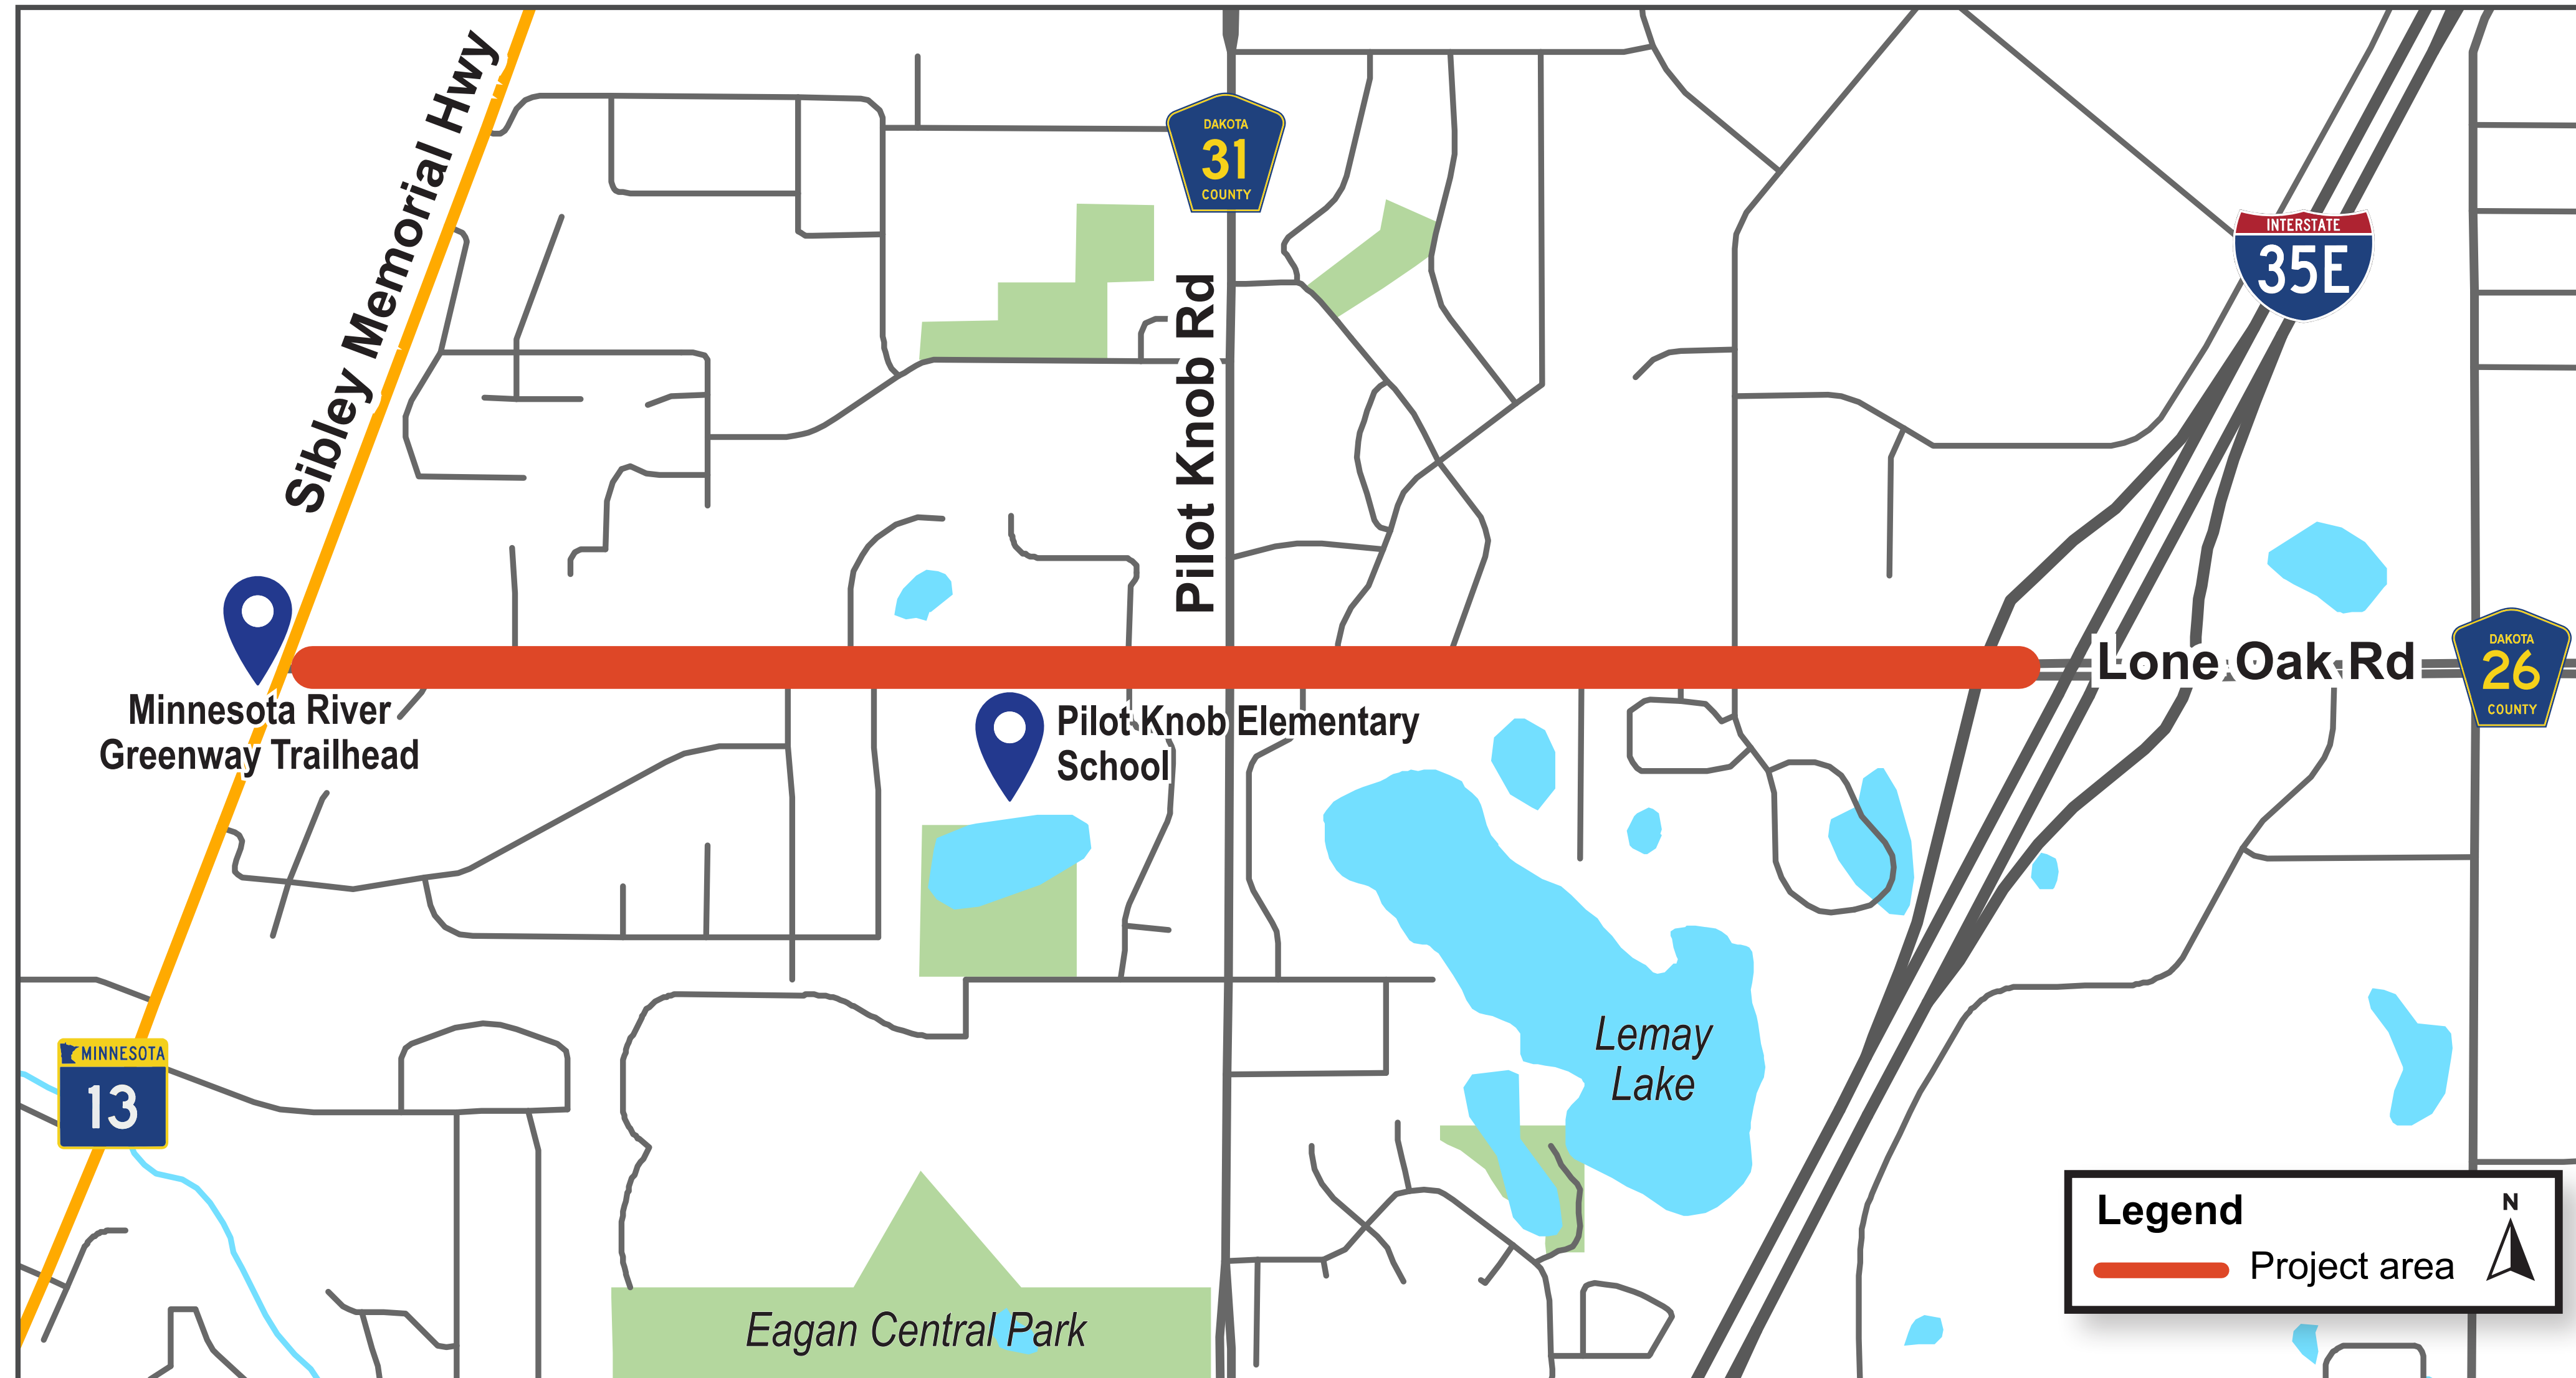 Sibley Memorial Hwy
DAKOTA
31
COUNTY
Pilot Knob Rd
INTERSTATE
35E
Lone Oak Rd
DAKOTA
26
COUNTY
Minnesota River
Greenway Trailhead
Pilot Knob Elementary
School
Lemay
Lake
MINNESOTA
13
Eagan Central Park
Legend
Project area
N